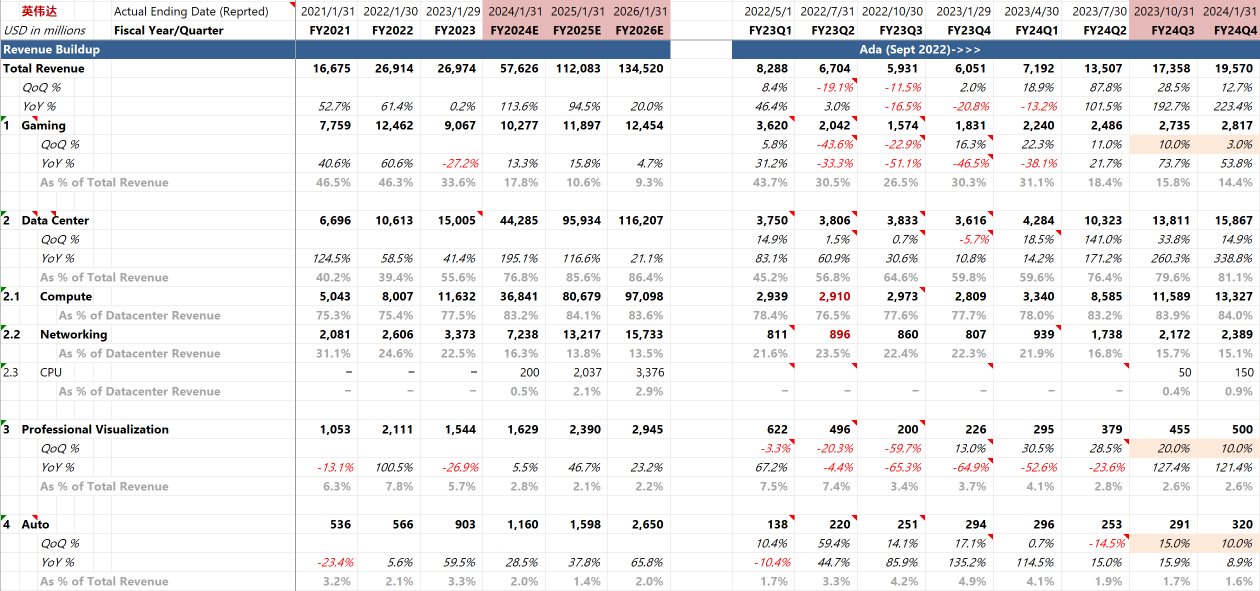 英伟达 Actual Ending Date (Reprted) 2021/1/31 2022/1/30 2023/1/29 2024/1/31 2025/1/31 2026/1/31 2022/5/1 2022/7/31 2022/10/30 2023/1/29 2023/4/30 2023/7/30 2023/10/31 2024/1/31
USD in millions Fiscal Year/Quarter FY2021 FY2022 FY2023 FY2024E FY2025E FY2026E FY23Q1 FY23Q2 FY23Q3 FY23Q4 FY24Q1 FY24Q2 FY24Q3 FY24Q4
Revenue Buildup Ada (Sept 2022)->>>
Total Revenue 16,675 26,914 26,974 57,626 112,083 134,520 8,288 6,704 5,931 6,051 7,192 13,507 17,358 19,570
QoQ % 8.4% -19.1% -11.5% 2.0% 18.9% 87.8% 28.5% 12.7%
YoY % 52.7% 61.4% 0.2% 113.6% 94.5% 20.0% 46.4% 3.0% -16.5% -20.8% -13.2% 101.5% 192.7% 223.4%
1 Gaming 7,759 12,462 9,067 10,277 11,897 12,454 3,620 2,042 1,574 1,831 2,240 2,486 2,735 2,817
QoQ % 5.8% -43.6% -22.9% 16.3% 22.3% 11.0% 10.0% 3.0%
YoY % 40.6% 60.6% -27.2% 13.3% 15.8% 4.7% 31.2% -33.3% -51.1% -46.5% -38.1% 21.7% 73.7% 53.8%
As % of Total Revenue 46.5% 46.3% 33.6% 17.8% 10.6% 9.3% 43.7% 30.5% 26.5% 30.3% 31.1% 18.4% 15.8% 14.4%
2 Data Center 6,696 10,613 15,005 44,285 95,934 116,207 3,750 3,806 3,833 3,616 4,284 10,323 13,811 15,867
QoQ % 14.9% 1.5% 0.7% -5.7% 18.5% 141.0% 33.8% 14.9%
YoY % 124.5% 58.5% 41.4% 195.1% 116.6% 21.1% 83.1% 60.9% 30.6% 10.8% 14.2% 171.2% 260.3% 338.8%
As % of Total Revenue 40.2% 39.4% 55.6% 76.8% 85.6% 86.4% 45.2% 56.8% 64.6% 59.8% 59.6% 76.4% 79.6% 81.1%
2.1 Compute 5,043 8,007 11,632 36,841 80,679 97,098 2,939 2,910 2,973 2,809 3,340 8,585 11,589 13,327
As % of Datacenter Revenue 75.3% 75.4% 77.5% 83.2% 84.1% 83.6% 78.4% 76.5% 77.6% 77.7% 78.0% 83.2% 83.9% 84.0%
2.2 Networking 2,081 2,606 3,373 7,238 13,217 15,733 811 896 860 807 939 1,738 2,172 2,389
As % of Datacenter Revenue 31.1% 24.6% 22.5% 16.3% 13.8% 13.5% 21.6% 23.5% 22.4% 22.3% 21.9% 16.8% 15.7% 15.1%
2.3 CPU – – – 200 2,037 3,376 50 150
As % of Datacenter Revenue – – – 0.5% 2.1% 2.9% – – – – – – 0.4% 0.9%
3 Professional Visualization 1,053 2,111 1,544 1,629 2,390 2,945 622 496 200 226 295 379 455 500
QoQ % -3.3% -20.3% -59.7% 13.0% 30.5% 28.5% 20.0% 10.0%
YoY % -13.1% 100.5% -26.9% 5.5% 46.7% 23.2% 67.2% -4.4% -65.3% -64.9% -52.6% -23.6% 127.4% 121.4%
As % of Total Revenue 6.3% 7.8% 5.7% 2.8% 2.1% 2.2% 7.5% 7.4% 3.4% 3.7% 4.1% 2.8% 2.6% 2.6%
4 Auto 536 566 903 1,160 1,598 2,650 138 220 251 294 296 253 291 320
QoQ % 10.4% 59.4% 14.1% 17.1% 0.7% -14.5% 15.0% 10.0%
YoY % -23.4% 5.6% 59.5% 28.5% 37.8% 65.8% -10.4% 44.7% 85.9% 135.2% 114.5% 15.0% 15.9% 8.9%
As % of Total Revenue 3.2% 2.1% 3.3% 2.0% 1.4% 2.0% 1.7% 3.3% 4.2% 4.9% 4.1% 1.9% 1.7% 1.6%